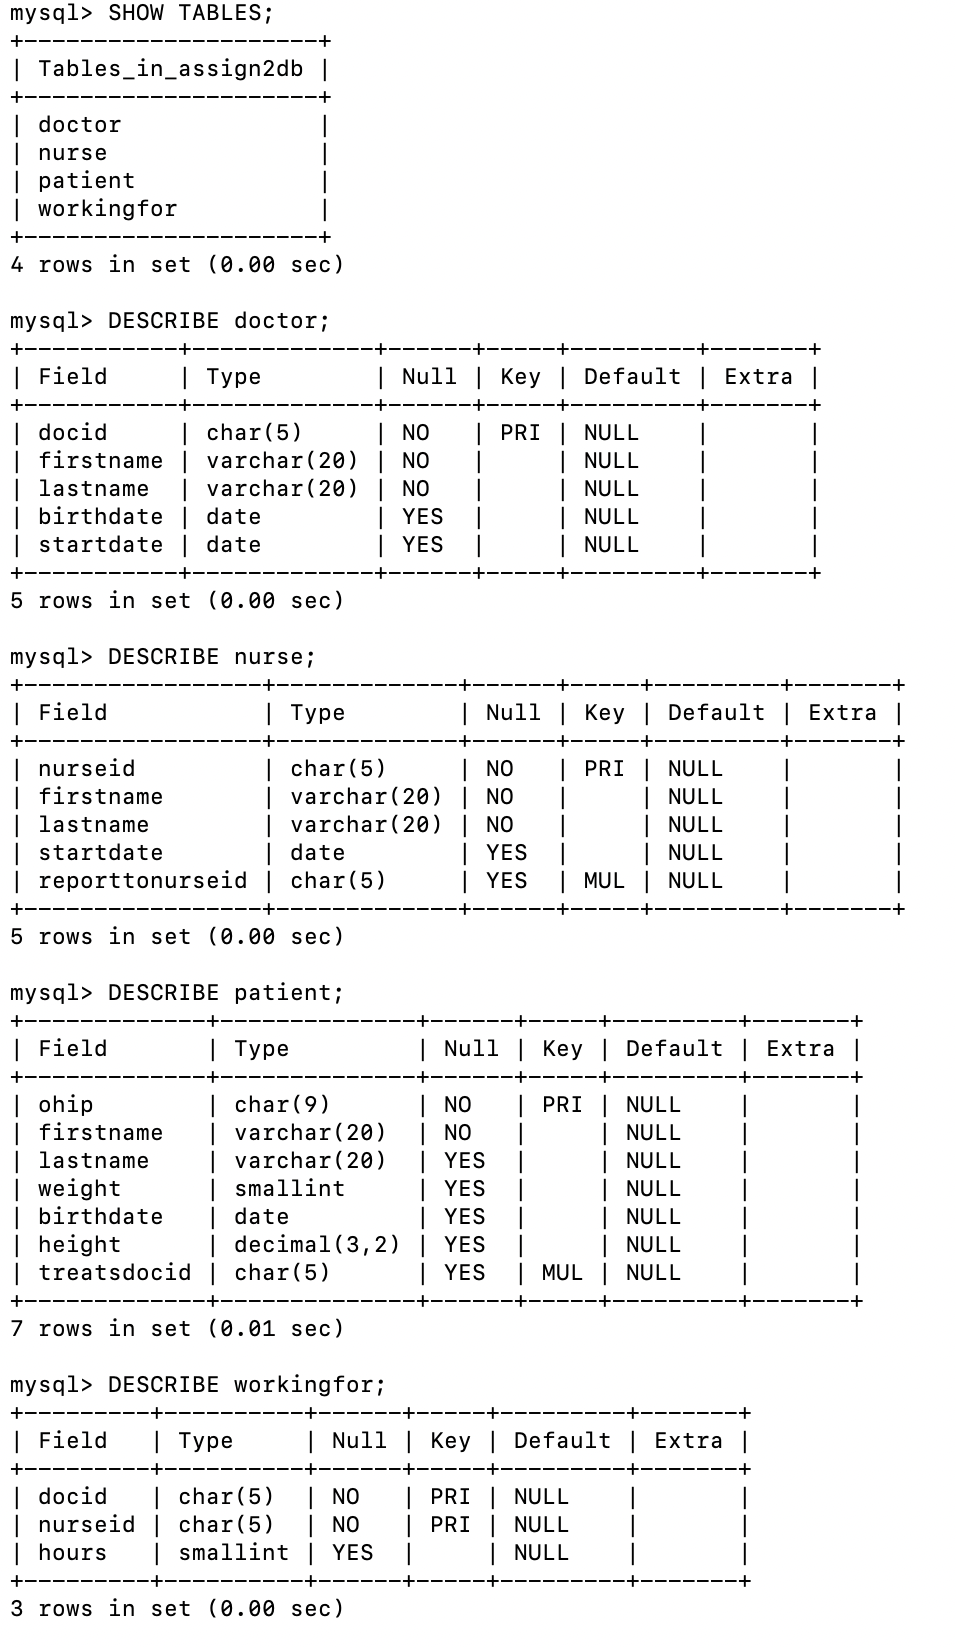 mysql> SHOW TABLES;
+---------------------+
| Tables_in_assign2db |
+---------------------+
| doctor              |
| nurse               |
| patient             |
| workingfor          |
+---------------------+
4 rows in set (0.00 sec)

mysql> DESCRIBE doctor;
+-----------+-------------+------+-----+---------+-------+
| Field     | Type        | Null | Key | Default | Extra |
+-----------+-------------+------+-----+---------+-------+
| docid     | char(5)     | NO   | PRI | NULL    |       |
| firstname | varchar(20) | NO   |     | NULL    |       |
| lastname  | varchar(20) | NO   |     | NULL    |       |
| birthdate | date        | YES  |     | NULL    |       |
| startdate | date        | YES  |     | NULL    |       |
+-----------+-------------+------+-----+---------+-------+
5 rows in set (0.00 sec)

mysql> DESCRIBE nurse;
+-----------------+-------------+------+-----+---------+-------+
| Field           | Type        | Null | Key | Default | Extra |
+-----------------+-------------+------+-----+---------+-------+
| nurseid         | char(5)     | NO   | PRI | NULL    |       |
| firstname       | varchar(20) | NO   |     | NULL    |       |
| lastname        | varchar(20) | NO   |     | NULL    |       |
| startdate       | date        | YES  |     | NULL    |       |
| reporttonurseid | char(5)     | YES  | MUL | NULL    |       |
+-----------------+-------------+------+-----+---------+-------+
5 rows in set (0.00 sec)

mysql> DESCRIBE patient;
+-------------+--------------+------+-----+---------+-------+
| Field       | Type         | Null | Key | Default | Extra |
+-------------+--------------+------+-----+---------+-------+
| ohip        | char(9)      | NO   | PRI | NULL    |       |
| firstname   | varchar(20)  | NO   |     | NULL    |       |
| lastname    | varchar(20)  | YES  |     | NULL    |       |
| weight      | smallint     | YES  |     | NULL    |       |
| birthdate   | date         | YES  |     | NULL    |       |
| height      | decimal(3,2) | YES  |     | NULL    |       |
| treatsdocid | char(5)      | YES  | MUL | NULL    |       |
+-------------+--------------+------+-----+---------+-------+
7 rows in set (0.01 sec)

mysql> DESCRIBE workingfor;
+---------+----------+------+-----+---------+-------+
| Field   | Type     | Null | Key | Default | Extra |
+---------+----------+------+-----+---------+-------+
| docid   | char(5)  | NO   | PRI | NULL    |       |
| nurseid | char(5)  | NO   | PRI | NULL    |       |
| hours   | smallint | YES  |     | NULL    |       |
+---------+----------+------+-----+---------+-------+
3 rows in set (0.00 sec)